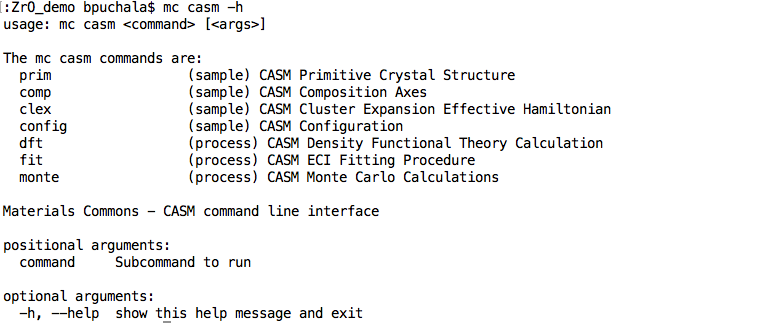 [:ZrO_demo bpuchala$ mc casm -h
usage: mc casm <command> [<args>]
The mc casm commands are:
prim (sample) CASM Primitive Crystal Structure
comp (sample) CASM Composition Axes
clex (sample) CASM Cluster Expansion Effective Hamiltonian
config (sample) CASM Configuration
dft (process) CASM Density Functional Theory Calculation
fit (process) CASM ECI Fitting Procedure
monte (process) CASM Monte Carlo Calculations
Materials Commons - CASM command line interface
positional arguments:
command Subcommand to run
optional arguments:
-h, --help show this help message and exit